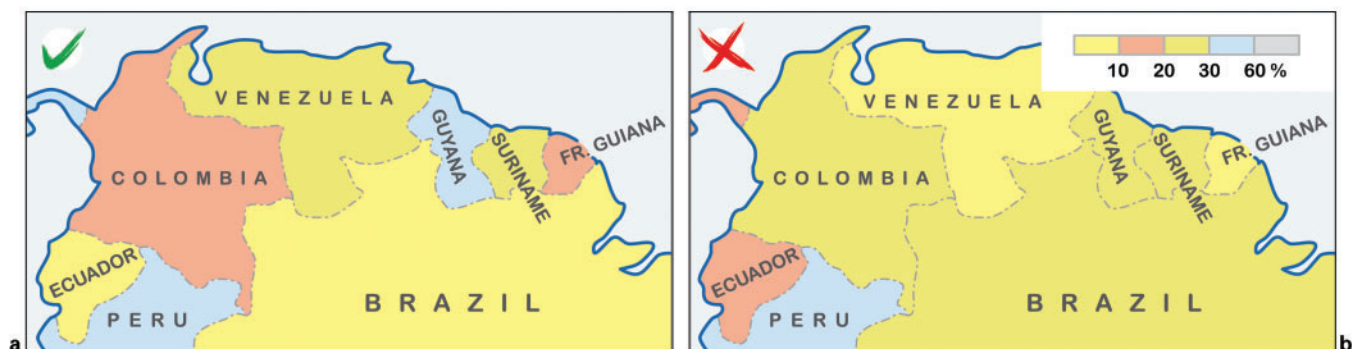 VENEZUELA
GUYANA
SURINAME
FR. GUIANA
COLOMBIA
ECUADOR
PERU
BRAZIL
a
10 20 30 60 %
VENEZUELA
GUYANA
SURINAME
FR. GUIANA
COLOMBIA
ECUADOR
PERU
BRAZIL
b